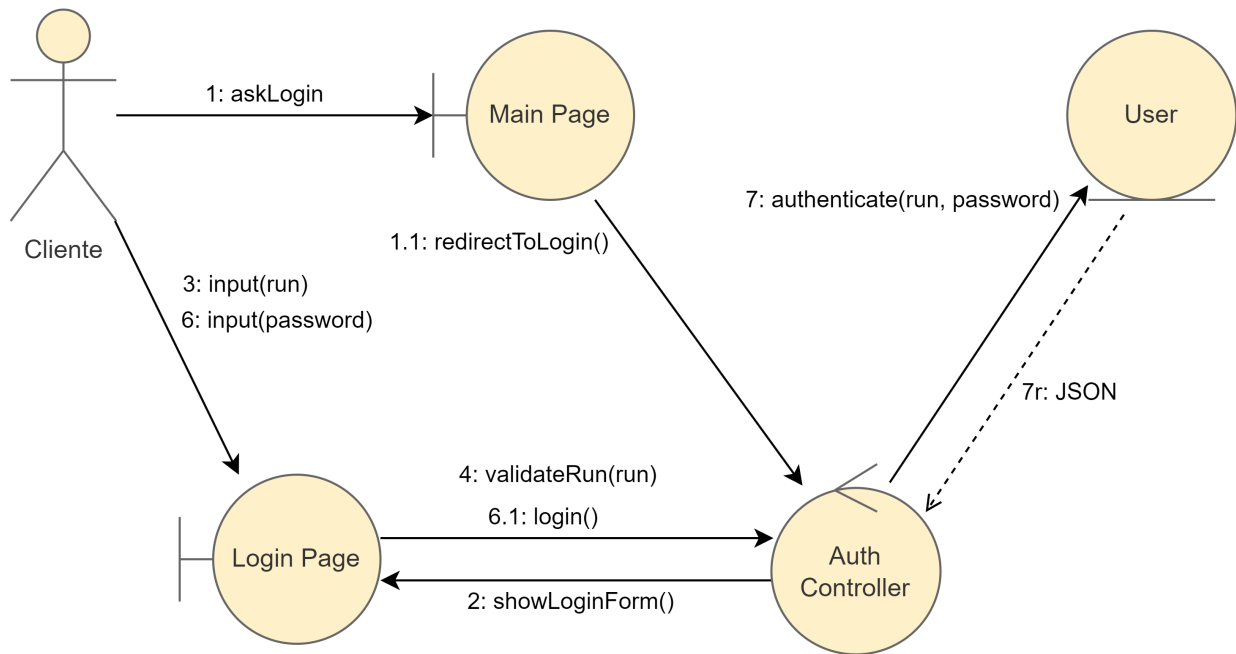 1: askLogin
Main Page
User
Cliente
7: authenticate(run, password)
1.1: redirectToLogin()
3: input(run)
6: input(password)
7r: JSON
4: validateRun(run)
6.1: login()
Login Page
Auth
Controller
2: showLoginForm()